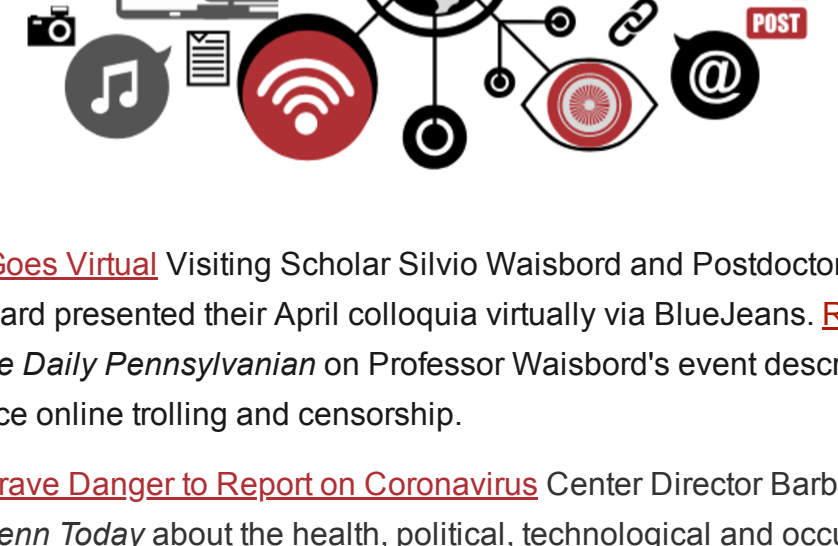 POST
@
Goes Virtual Visiting Scholar Silvio Waisbord and Postdoctor
ard presented their April colloquia virtually via BlueJeans. R
e Daily Pennsylvanian on Professor Waisbord's event descr
ce online trolling and censorship.
rave Danger to Report on Coronavirus Center Director Barb
enn Today about the health, political, technological and occu